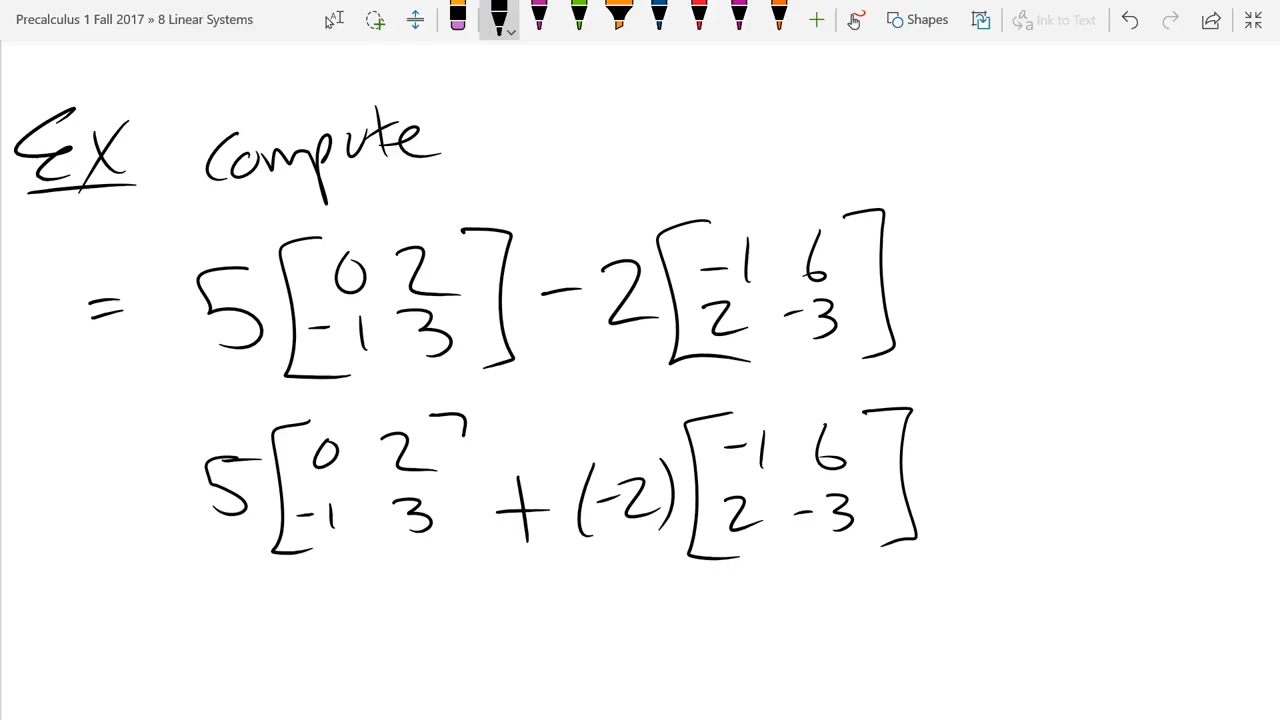 Precalculus 1 Fall 2017 » 8 Linear Systems Shapes Ink to Text
EX compute
= 5 [ 0 2 ] - 2 [ -1 6 ]
-1 3 2 -3
5 [ 0 2 + (-2) [ -1 6 ]
-1 3 2 -3